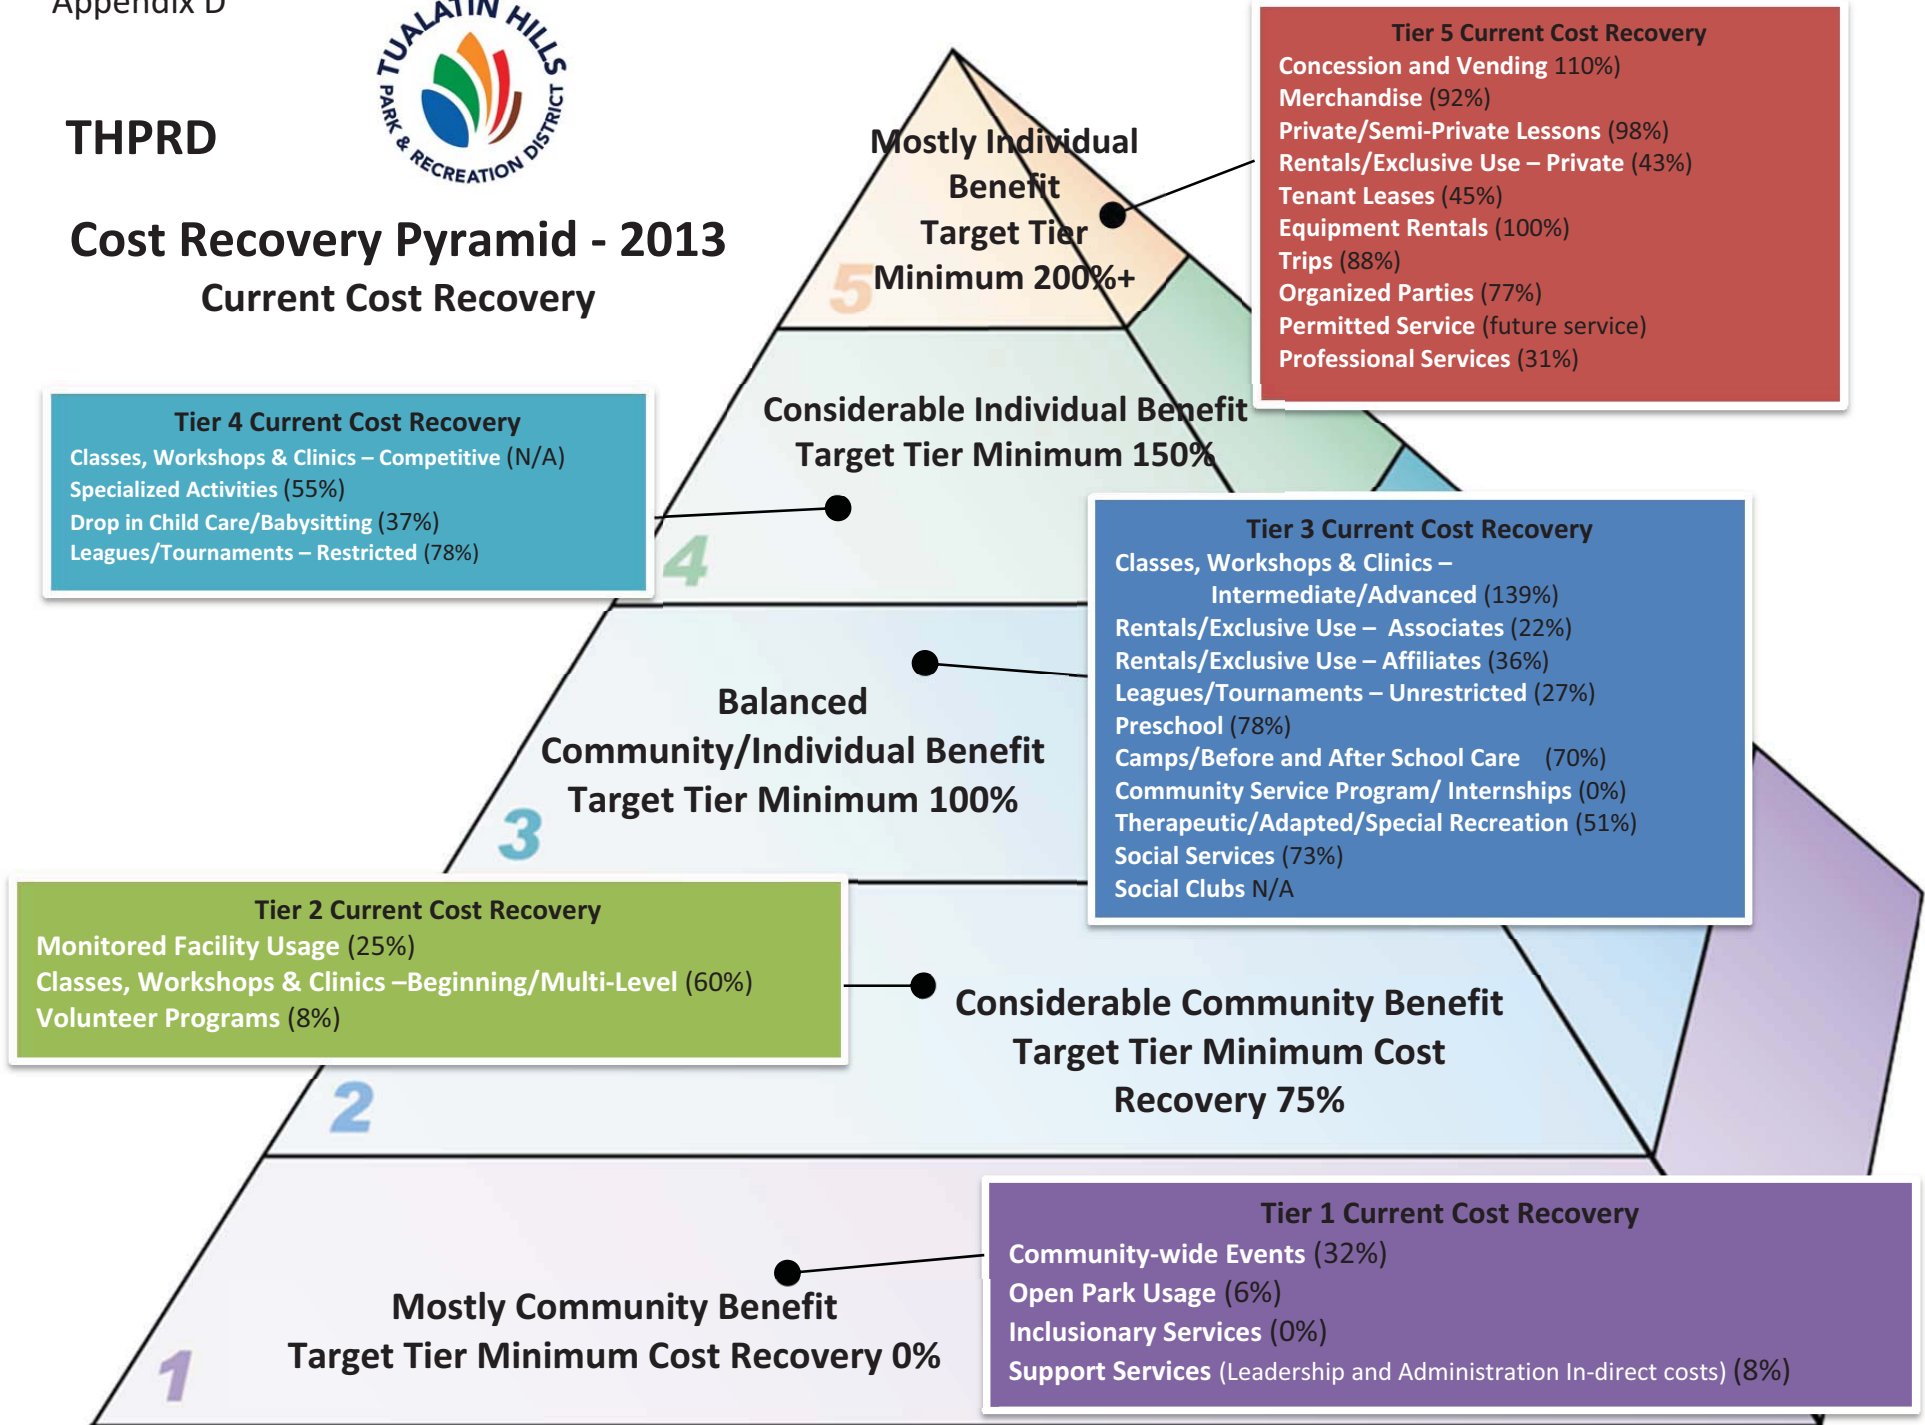 Appendix D
TUALATIN HILLS
PARK & RECREATION DISTRICT
THPRD
Cost Recovery Pyramid - 2013
Current Cost Recovery
Mostly Individual
Benefit
Target Tier
Minimum 200%+
5
Tier 5 Current Cost Recovery
Concession and Vending 110%)
Merchandise (92%)
Private/Semi-Private Lessons (98%)
Rentals/Exclusive Use – Private (43%)
Tenant Leases (45%)
Equipment Rentals (100%)
Trips (88%)
Organized Parties (77%)
Permitted Service (future service)
Professional Services (31%)
Considerable Individual Benefit
Target Tier Minimum 150%
4
Tier 4 Current Cost Recovery
Classes, Workshops & Clinics – Competitive (N/A)
Specialized Activities (55%)
Drop in Child Care/Babysitting (37%)
Leagues/Tournaments – Restricted (78%)
Balanced
Community/Individual Benefit
Target Tier Minimum 100%
3
Tier 3 Current Cost Recovery
Classes, Workshops & Clinics –
Intermediate/Advanced (139%)
Rentals/Exclusive Use –  Associates (22%)
Rentals/Exclusive Use – Affiliates (36%)
Leagues/Tournaments – Unrestricted (27%)
Preschool (78%)
Camps/Before and After School Care   (70%)
Community Service Program/ Internships (0%)
Therapeutic/Adapted/Special Recreation (51%)
Social Services (73%)
Social Clubs N/A
Tier 2 Current Cost Recovery
Monitored Facility Usage (25%)
Classes, Workshops & Clinics –Beginning/Multi-Level (60%)
Volunteer Programs (8%)
Considerable Community Benefit
Target Tier Minimum Cost
Recovery 75%
2
Tier 1 Current Cost Recovery
Community-wide Events (32%)
Open Park Usage (6%)
Inclusionary Services (0%)
Support Services (Leadership and Administration In-direct costs) (8%)
Mostly Community Benefit
Target Tier Minimum Cost Recovery 0%
1